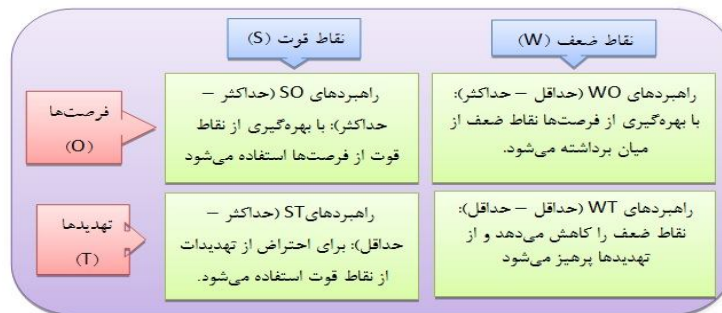 نقاط ضعف (W)
نقاط قوت (S)
فرصت‌ها
(O)
راهبردهای WO (حداقل – حداکثر):
با بهره‌گیری از فرصت‌ها نقاط ضعف از
میان برداشته می‌شود.
راهبردهای SO (حداکثر –
حداکثر): با بهره‌گیری از نقاط
قوت از فرصت‌ها استفاده می‌شود
تهدیدها
(T)
راهبردهای WT (حداقل – حداقل):
نقاط ضعف را کاهش می‌دهد و از
تهدیدها پرهیز می‌شود
راهبردهایST (حداکثر –
حداقل): برای احتراض از تهدیدات
از نقاط قوت استفاده می‌شود.